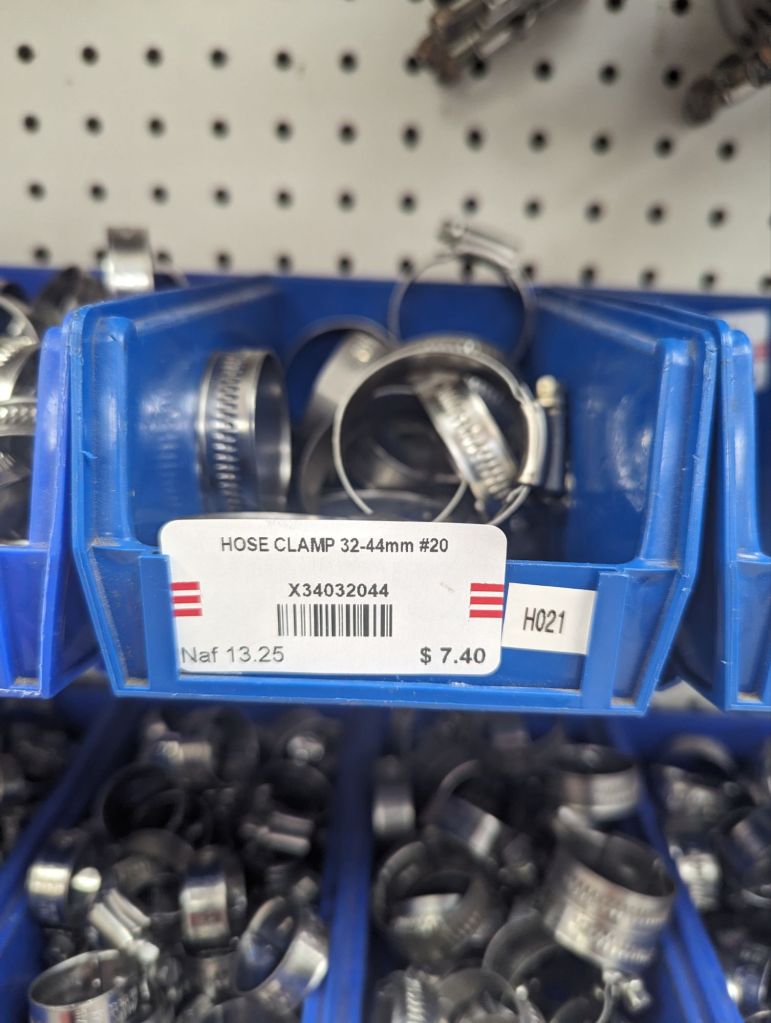 HOSE CLAMP 32-44mm #20
X34032044
Naf 13.25 $ 7.40
H021